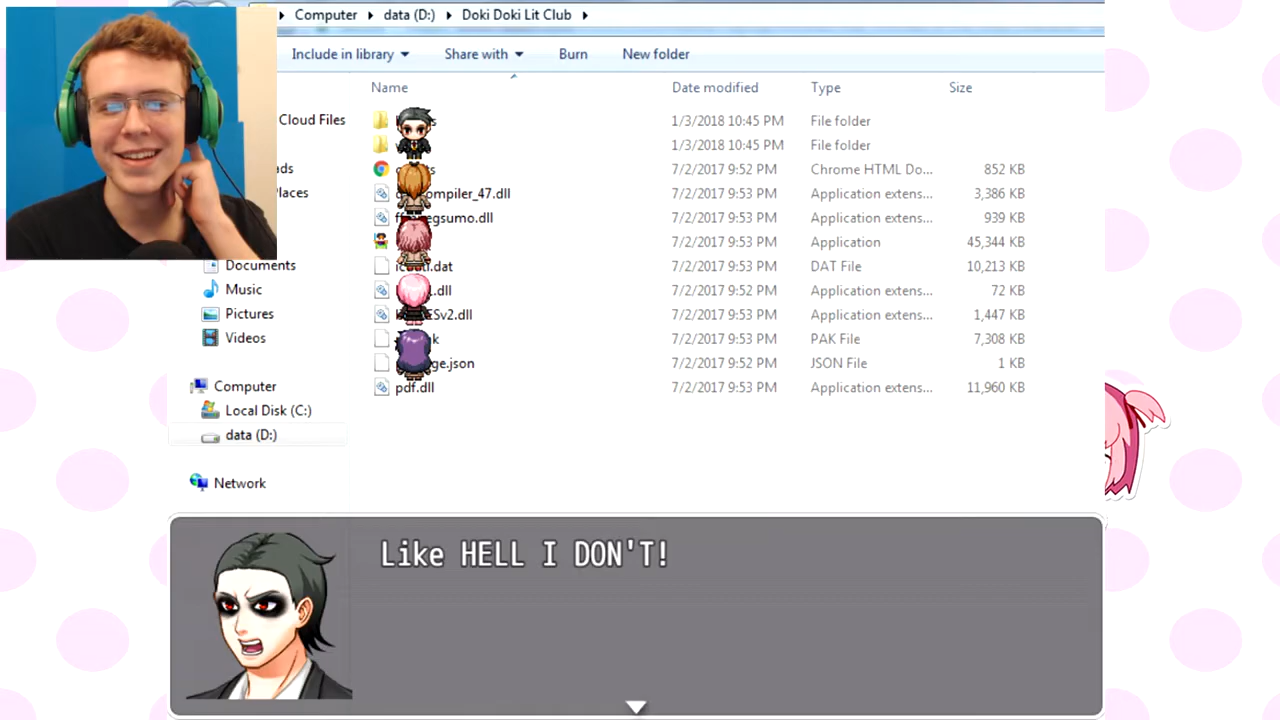 Computer data (D:) Doki Doki Lit Club
Include in library Share with Burn New folder
Name Date modified Type Size
Cloud Files
1/3/2018 10:45 PM File folder
1/3/2018 10:45 PM File folder
7/2/2017 9:52 PM Chrome HTML Do... 852 KB
ompiler_47.dll 7/2/2017 9:53 PM Application extens... 3,386 KB
egsumo.dll 7/2/2017 9:53 PM Application extens... 939 KB
7/2/2017 9:53 PM Application 45,344 KB
Documents .dat 7/2/2017 9:53 PM DAT File 10,213 KB
Music .dll 7/2/2017 9:52 PM Application extens... 72 KB
Pictures ESv2.dll 7/2/2017 9:53 PM Application extens... 1,447 KB
Videos 7/2/2017 9:53 PM PAK File 7,308 KB
ge.json 7/2/2017 9:52 PM JSON File 1 KB
Computer pdf.dll 7/2/2017 9:53 PM Application extens... 11,960 KB
Local Disk (C:)
data (D:)
Network
Like HELL I DON'T!